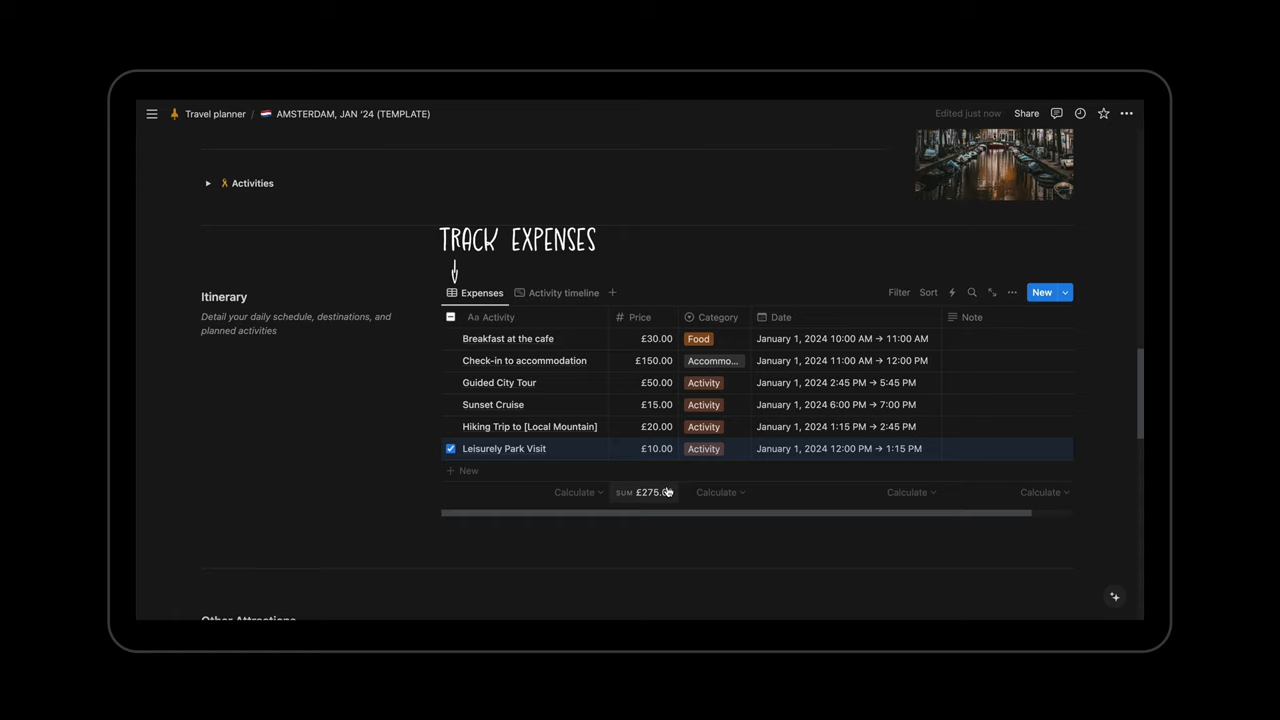 Travel planner / AMSTERDAM, JAN '24 (TEMPLATE) Edited just now Share
Activities
TRACK EXPENSES
Itinerary
Detail your daily schedule, destinations, and
planned activities
Expenses Activity timeline + Filter Sort New
Aa Activity # Price Category Date Note
Breakfast at the cafe £30.00 Food January 1, 2024 10:00 AM → 11:00 AM
Check-in to accommodation £150.00 Accommo... January 1, 2024 11:00 AM → 12:00 PM
Guided City Tour £50.00 Activity January 1, 2024 2:45 PM → 5:45 PM
Sunset Cruise £15.00 Activity January 1, 2024 6:00 PM → 7:00 PM
Hiking Trip to [Local Mountain] £20.00 Activity January 1, 2024 1:15 PM → 2:45 PM
Leisurely Park Visit £10.00 Activity January 1, 2024 12:00 PM → 1:15 PM
+ New
Calculate SUM £275. Calculate Calculate Calculate
Other Attractions